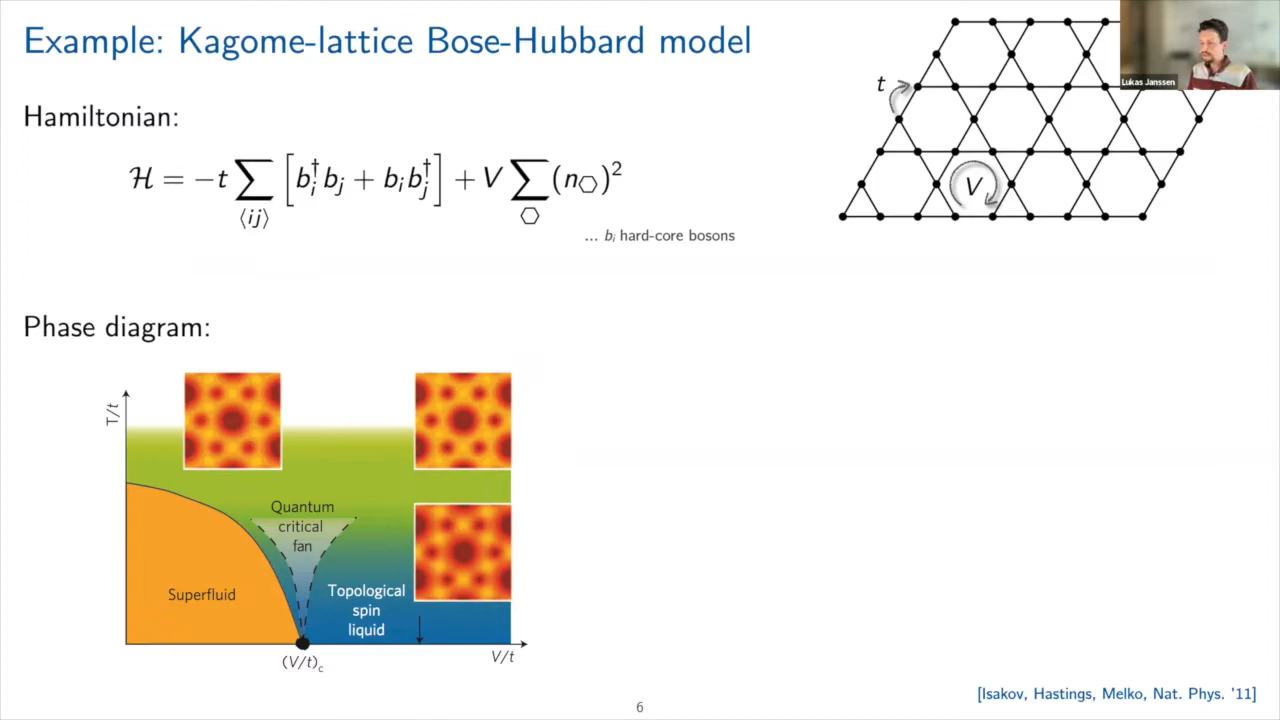 Example: Kagome-lattice Bose-Hubbard model
Lukas Janssen
t
Hamiltonian:
ℋ = −t ∑⟨ij⟩ [b†ᵢ bⱼ + bᵢ b†ⱼ] + V ∑⬡ (n⬡)²
V
... bᵢ hard-core bosons
Phase diagram:
T/t
Quantum
critical
fan
Superfluid
Topological
spin
liquid
(V/t)c
V/t
[Isakov, Hastings, Melko, Nat. Phys. '11]
6